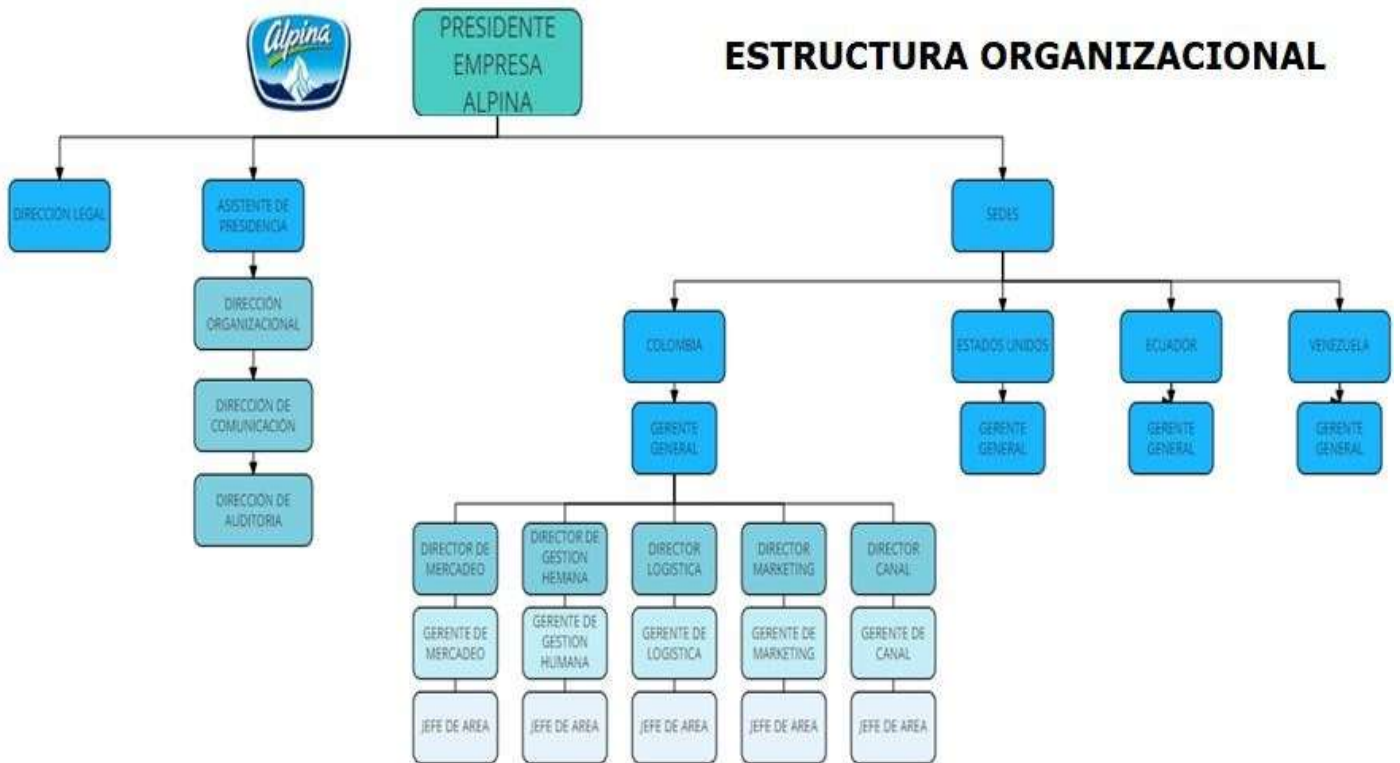 alpina
PRESIDENTE
EMPRESA
ALPINA
ESTRUCTURA ORGANIZACIONAL
DIRECCIÓN LEGAL
ASISTENTE DE
PRESIDENCIA
SEDES
DIRECCIÓN
ORGANIZACIONAL
COLOMBIA
ESTADOS UNIDOS
ECUADOR
VENEZUELA
DIRECCIÓN DE
COMUNICACIÓN
GERENTE
GENERAL
GERENTE
GENERAL
GERENTE
GENERAL
GERENTE
GENERAL
DIRECCIÓN DE
AUDITORIA
DIRECTOR DE
MERCADEO
DIRECTOR DE
GESTION
HEMANA
DIRECTOR
LOGISTICA
DIRECTOR
MARKETING
DIRECTOR
CANAL
GERENTE DE
MERCADEO
GERENTE DE
GESTION
HUMANA
GERENTE DE
LOGISTICA
GERENTE DE
MARKETING
GERENTE DE
CANAL
JEFE DE AREA
JEFE DE AREA
JEFE DE AREA
JEFE DE AREA
JEFE DE AREA